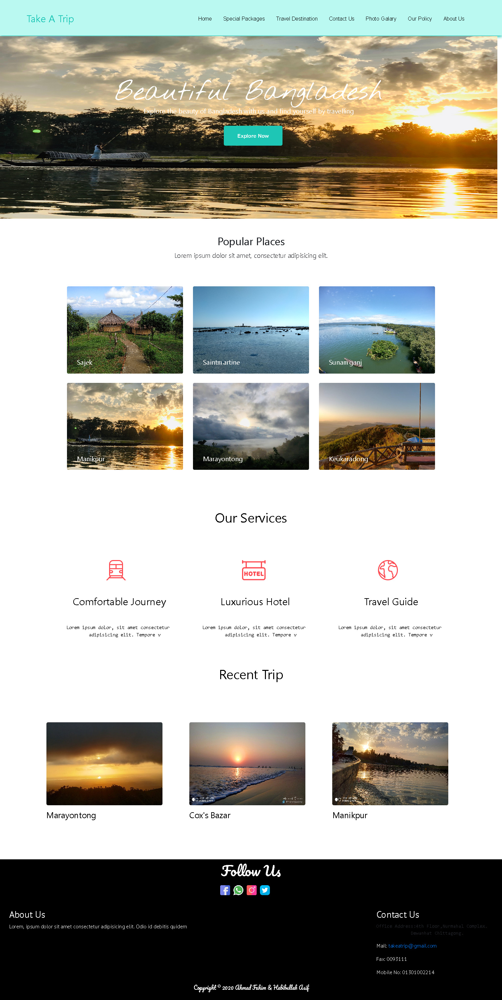 Take A Trip
Home Special Packages Travel Destination Contact Us Photo Galary Our Policy About Us
Beautiful Bangladesh
Explore the beauty of Bangladesh with us and find yourself by travelling
Explore Now
Popular Places
Lorem ipsum dolor sit amet, consectetur adipisicing elit.
Sajek
Saintmartine
Sunamganj
Manikpur
Marayontong
Keukaradong
Our Services
HOTEL
Comfortable Journey
Luxurious Hotel
Travel Guide
Lorem ipsum dolor, sit amet consectetur
adipisicing elit. Tempore v
Lorem ipsum dolor, sit amet consectetur
adipisicing elit. Tempore v
Lorem ipsum dolor, sit amet consectetur
adipisicing elit. Tempore v
Recent Trip
Marayontong
Cox's Bazar
Manikpur
Follow Us
About Us
Lorem, ipsum dolor sit amet consectetur adipisicing elit. Odio id debitis quidem
Contact Us
Office Address:4th Floor,Nurmahal Complex.
Dewanhat Chittagong.
Mail: takeatrip@gmail.com
Fax: 0093111
Mobile No: 01301002214
Copyright © 2020 Ahmad Fahim & Habibullah Asif